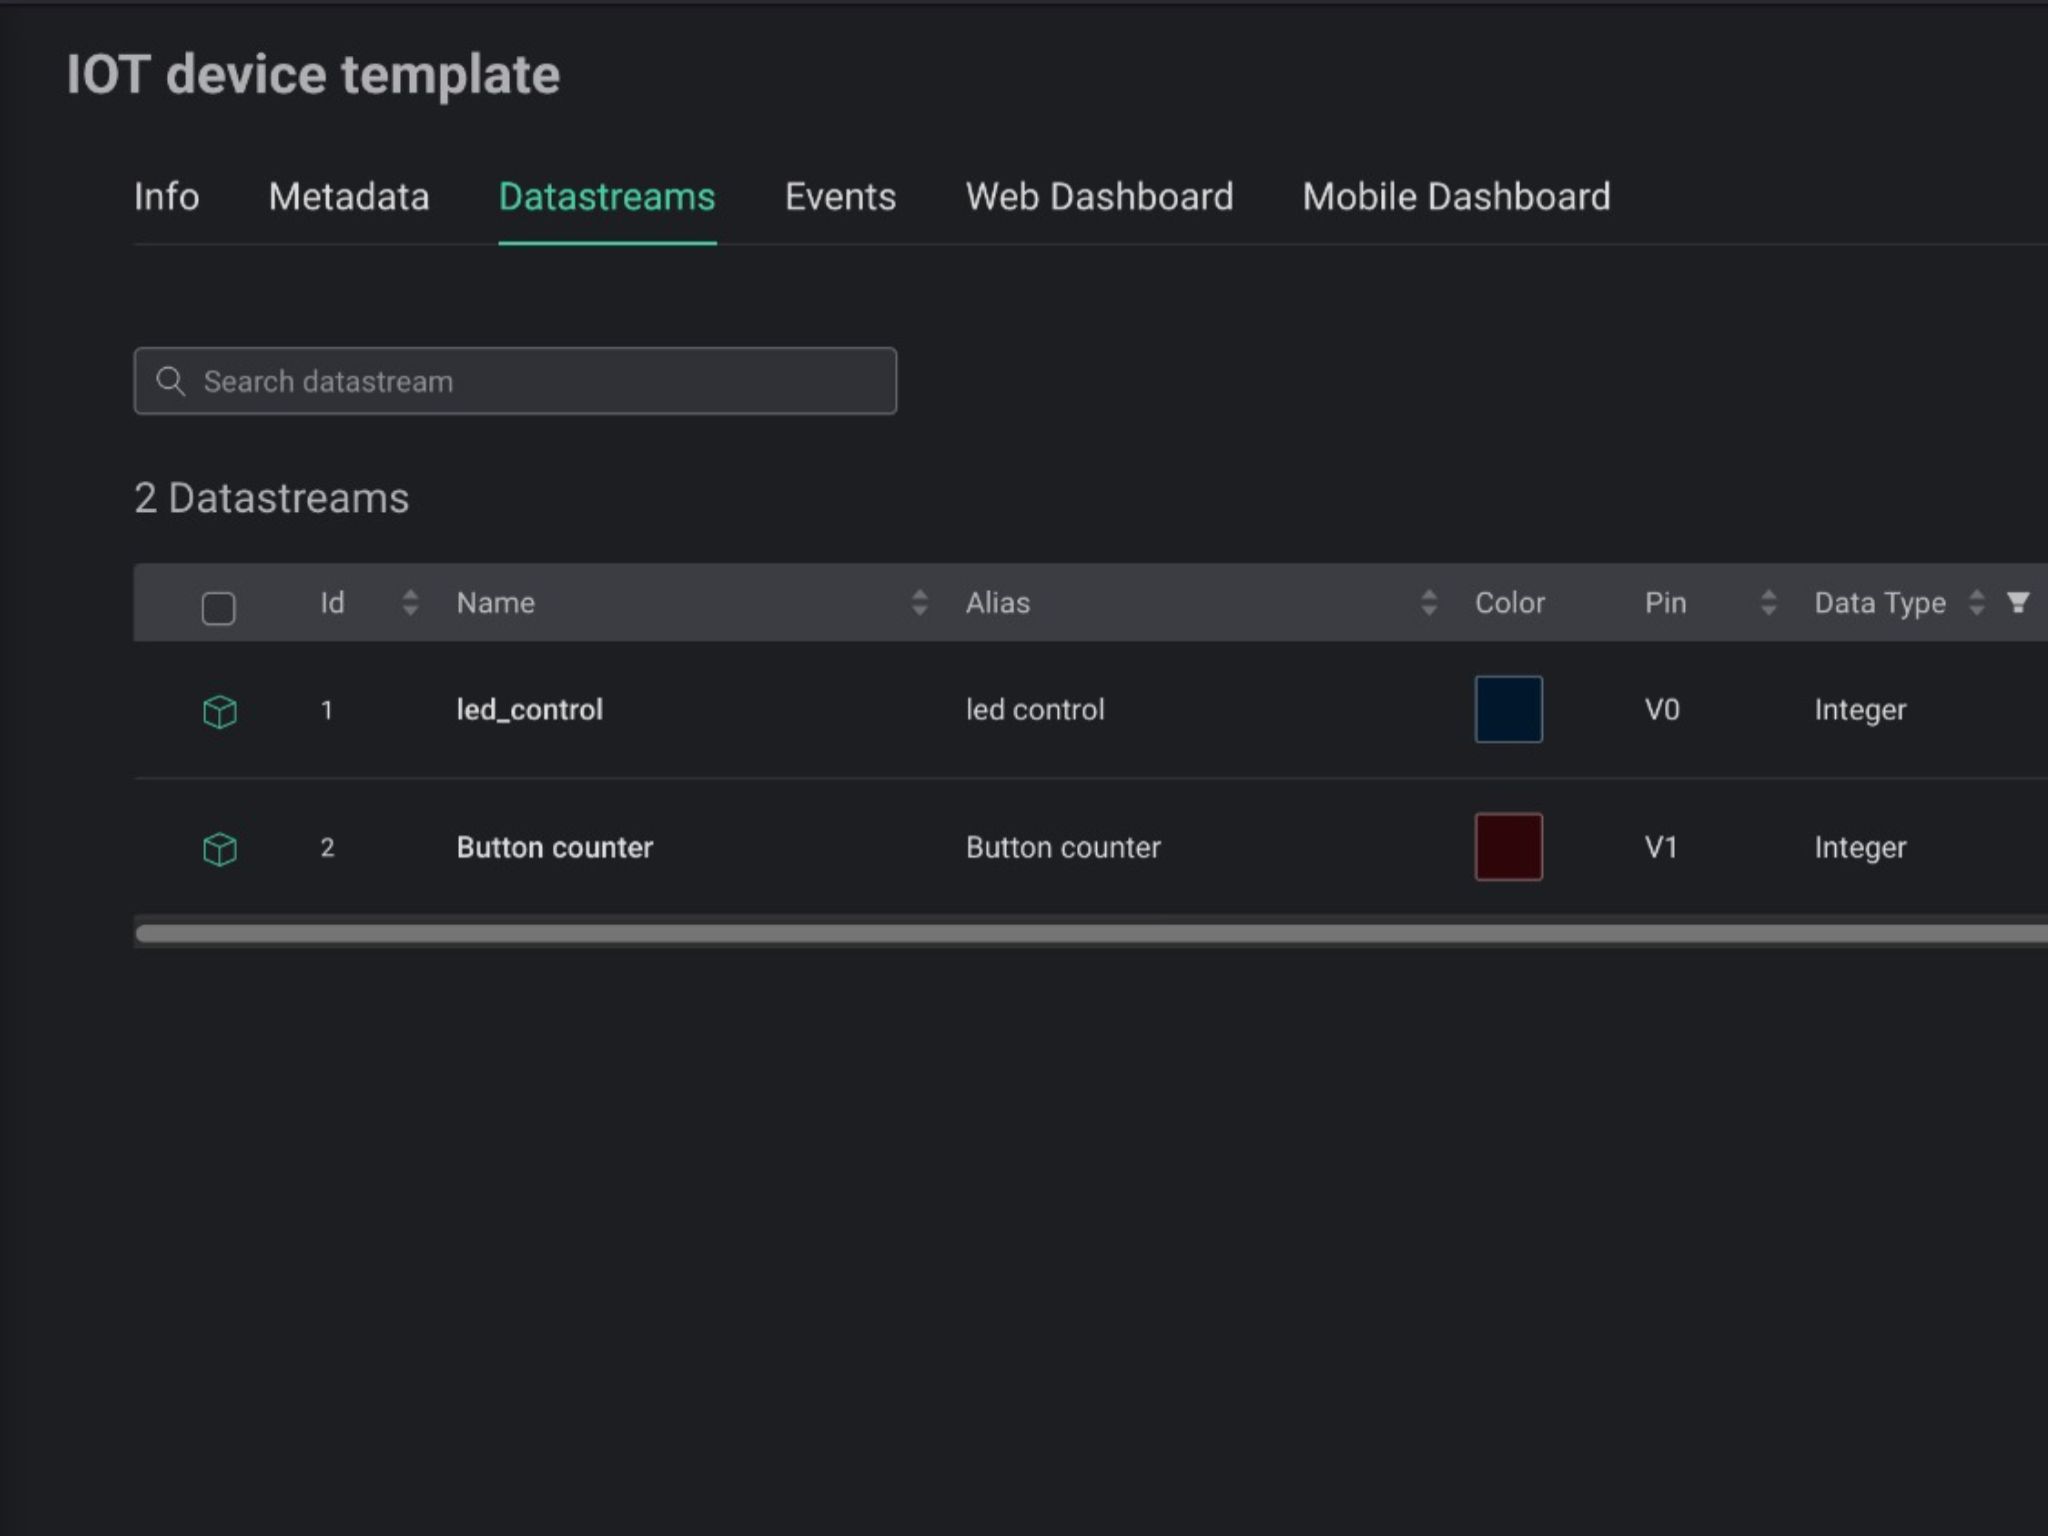 IOT device template
Info Metadata Datastreams Events Web Dashboard Mobile Dashboard
Search datastream
2 Datastreams
Id Name Alias Color Pin Data Type
1 led_control led control V0 Integer
2 Button counter Button counter V1 Integer